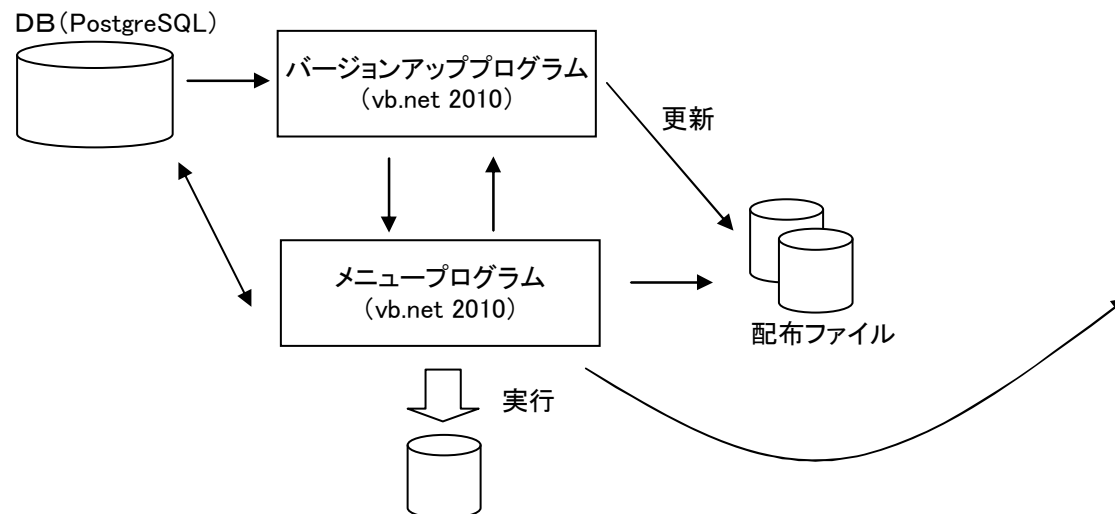 DB(PostgreSQL)
バージョンアッププログラム
(vb.net 2010)
更新
メニュープログラム
(vb.net 2010)
配布ファイル
実行